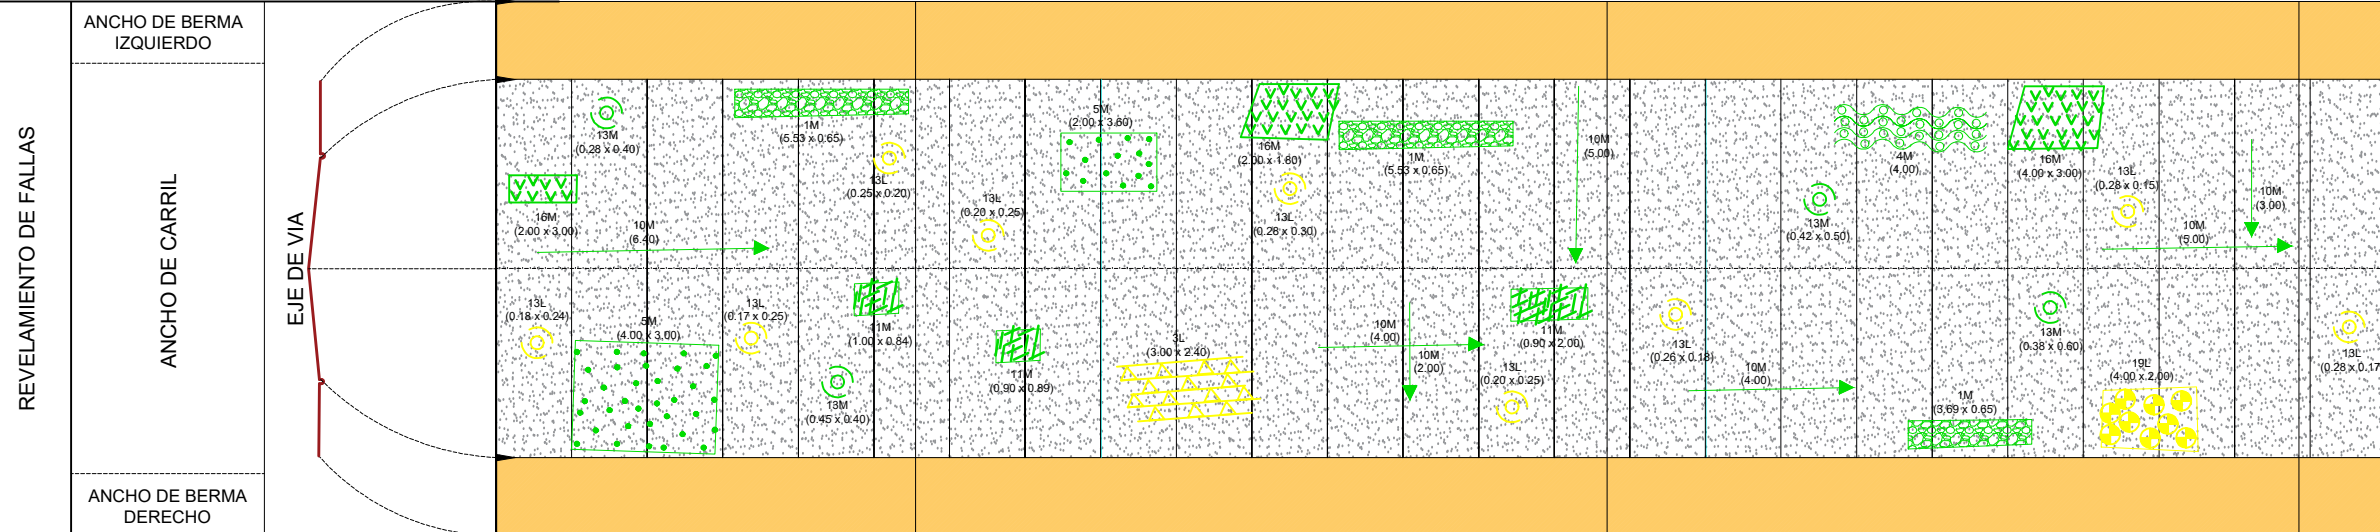 REVELAMIENTO DE FALLAS
ANCHO DE BERMA
IZQUIERDO
ANCHO DE CARRIL
ANCHO DE BERMA
DERECHO
EJE DE VIA
13M
(0.28 x 0.40)
16M
(2.00 x 3.00)
10M
(6.40)
1M
(5.53 x 0.65)
13L
(0.25 x 0.20)
13L
(0.20 x 0.25)
5M
(2.00 x 3.60)
16M
(2.00 x 1.80)
13L
(0.28 x 0.30)
1M
(5.53 x 0.65)
10M
(5.00)
13M
(0.42 x 0.50)
4M
(4.00)
16M
(4.00 x 3.00)
13L
(0.28 x 0.15)
10M
(5.00)
10M
(3.00)
13L
(0.18 x 0.24)
5M
(4.00 x 3.00)
13L
(0.17 x 0.25)
13M
(0.45 x 0.40)
11M
(1.00 x 0.84)
11M
(0.90 x 0.89)
3L
(3.00 x 2.40)
10M
(4.00)
10M
(2.00)
13L
(0.20 x 0.25)
11M
(0.90 x 2.00)
13L
(0.26 x 0.18)
10M
(4.00)
1M
(3.69 x 0.65)
13M
(0.38 x 0.60)
19L
(4.00 x 2.00)
13L
(0.28 x 0.17